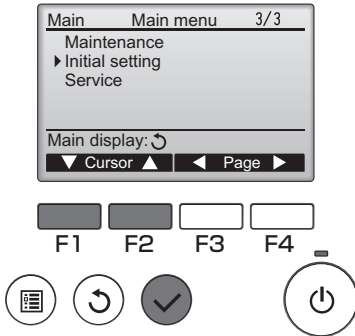 Main Main menu 3/3
Maintenance
Initial setting
Service
Main display:
Cursor Page
F1 F2 F3 F4